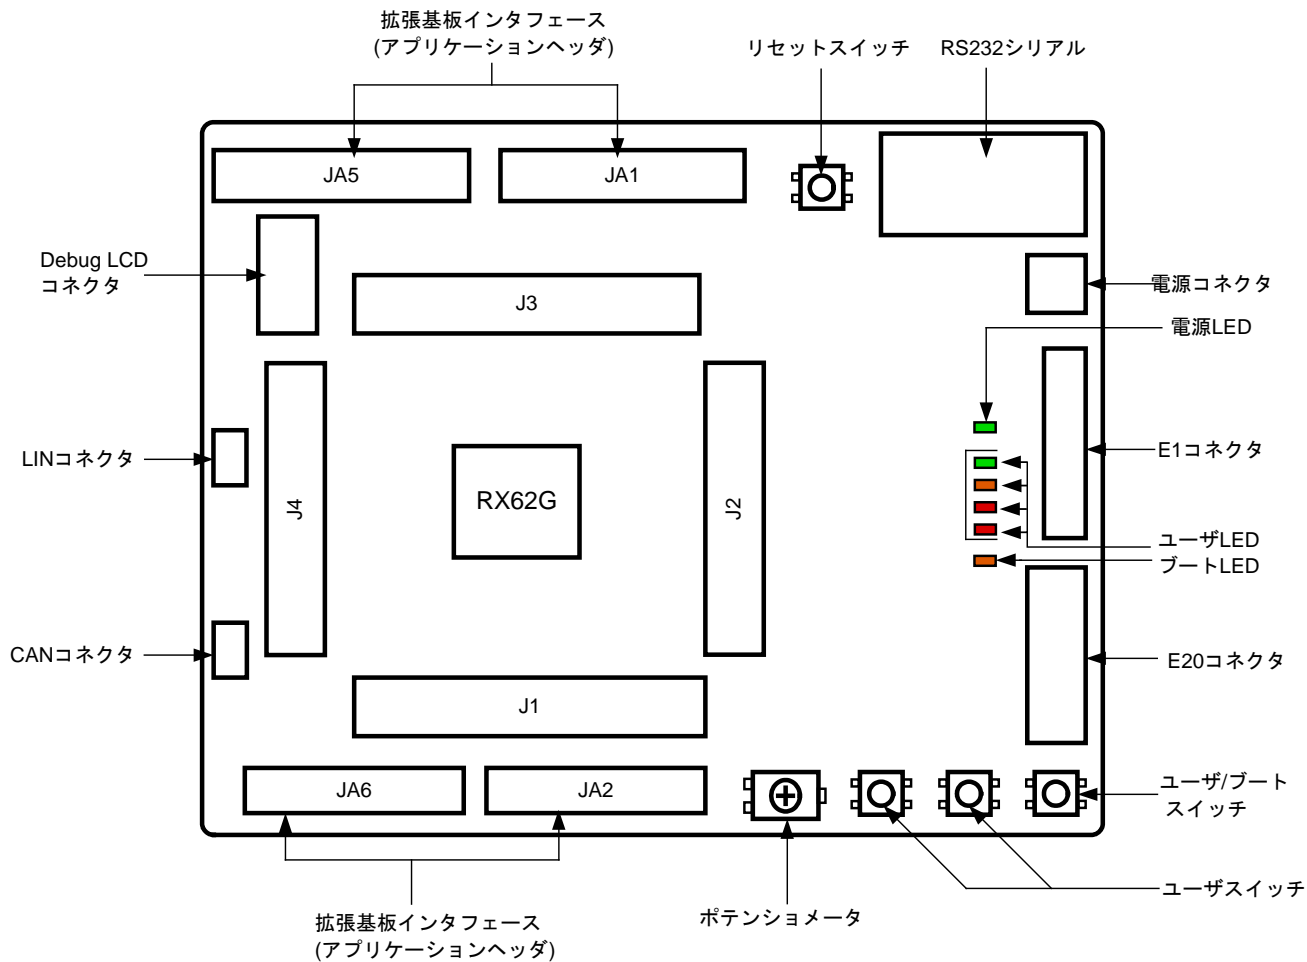 拡張基板インタフェース
(アプリケーションヘッダ)
リセットスイッチ
RS232シリアル
JA5
JA1
Debug LCD
コネクタ
J3
電源コネクタ
電源LED
LINコネクタ
J4
RX62G
J2
E1コネクタ
ユーザLED
ブートLED
CANコネクタ
E20コネクタ
J1
JA6
JA2
ユーザ/ブート
スイッチ
ユーザスイッチ
ポテンショメータ
拡張基板インタフェース
(アプリケーションヘッダ)